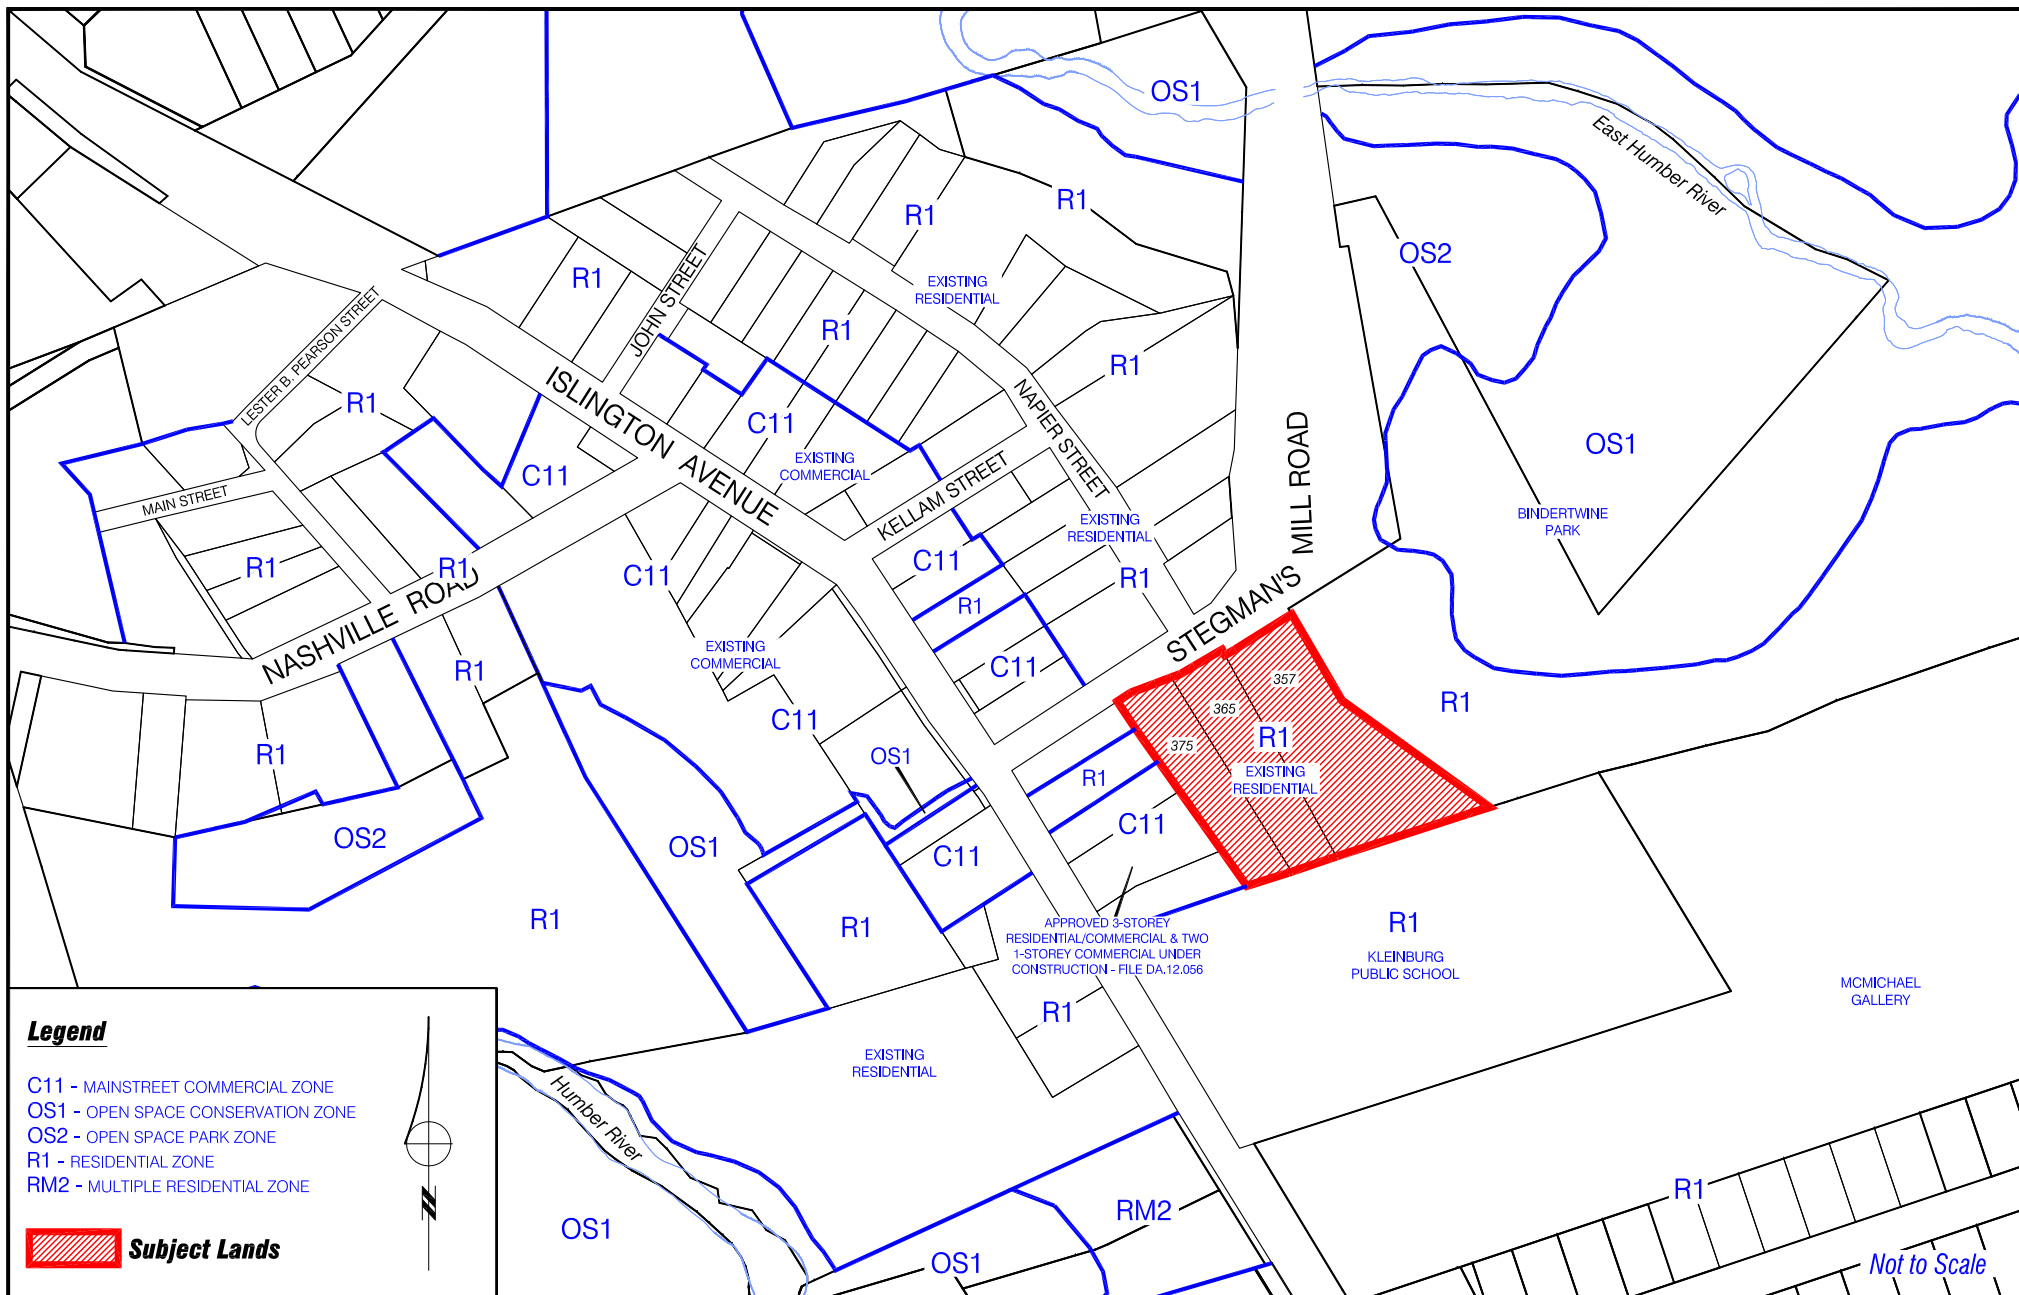 OS1
East Humber River
R1
R1
OS2
R1
EXISTING
RESIDENTIAL
JOHN STREET
LESTER B. PEARSON STREET
R1
R1
NAPIER STREET
R1
ISLINGTON AVENUE
C11
EXISTING
COMMERCIAL
MILL ROAD
OS1
BINDERTWINE
PARK
C11
MAIN STREET
KELLAM STREET
EXISTING
RESIDENTIAL
R1
R1
NASHVILLE ROAD
C11
C11
R1
R1
STEGMAN'S
EXISTING
COMMERCIAL
R1
C11
357
365
375
R1
EXISTING
RESIDENTIAL
R1
C11
R1
OS1
R1
C11
OS2
OS1
C11
R1
R1
APPROVED 3-STOREY
RESIDENTIAL/COMMERCIAL & TWO
1-STOREY COMMERCIAL UNDER
CONSTRUCTION - FILE DA.12.056
R1
KLEINBURG
PUBLIC SCHOOL
MCMICHAEL
GALLERY
R1
EXISTING
RESIDENTIAL
Humber River
OS1
RM2
OS1
R1
Legend
C11 - MAINSTREET COMMERCIAL ZONE
OS1 - OPEN SPACE CONSERVATION ZONE
OS2 - OPEN SPACE PARK ZONE
R1 - RESIDENTIAL ZONE
RM2 - MULTIPLE RESIDENTIAL ZONE
N
Subject Lands
Not to Scale